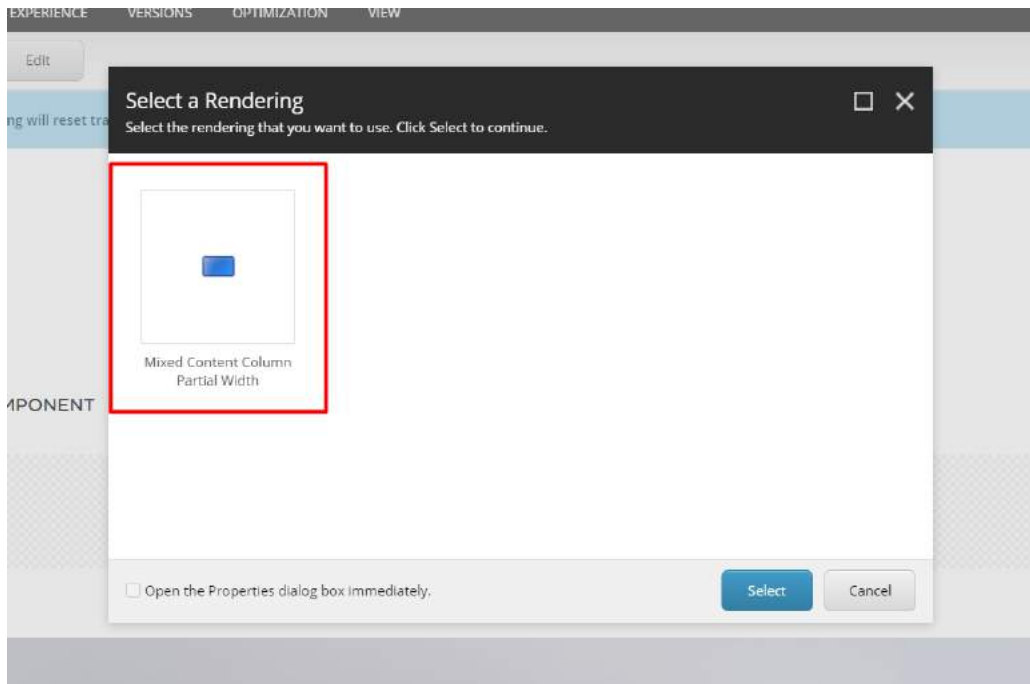 EXPERIENCE VERSIONS OPTIMIZATION VIEW
Edit
ng will reset tra
Select a Rendering
Select the rendering that you want to use. Click Select to continue.
Mixed Content Column
Partial Width
MPONENT
Open the Properties dialog box immediately.
Select Cancel